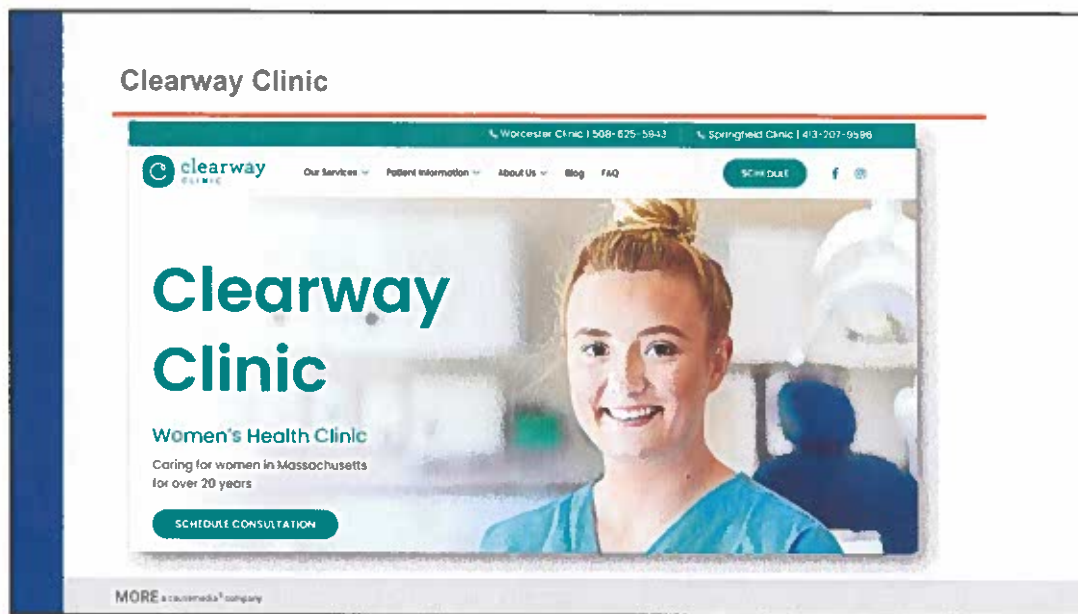 Clearway Clinic
Worcester Clinic | 508-625-5843 Springfield Clinic | 413-207-9596
clearway
CLINIC
Our Services Patient Information About Us Blog FAQ SCHEDULE
Clearway
Clinic
Women's Health Clinic
Caring for women in Massachusetts
for over 20 years
SCHEDULE CONSULTATION
MORE a causemedia company